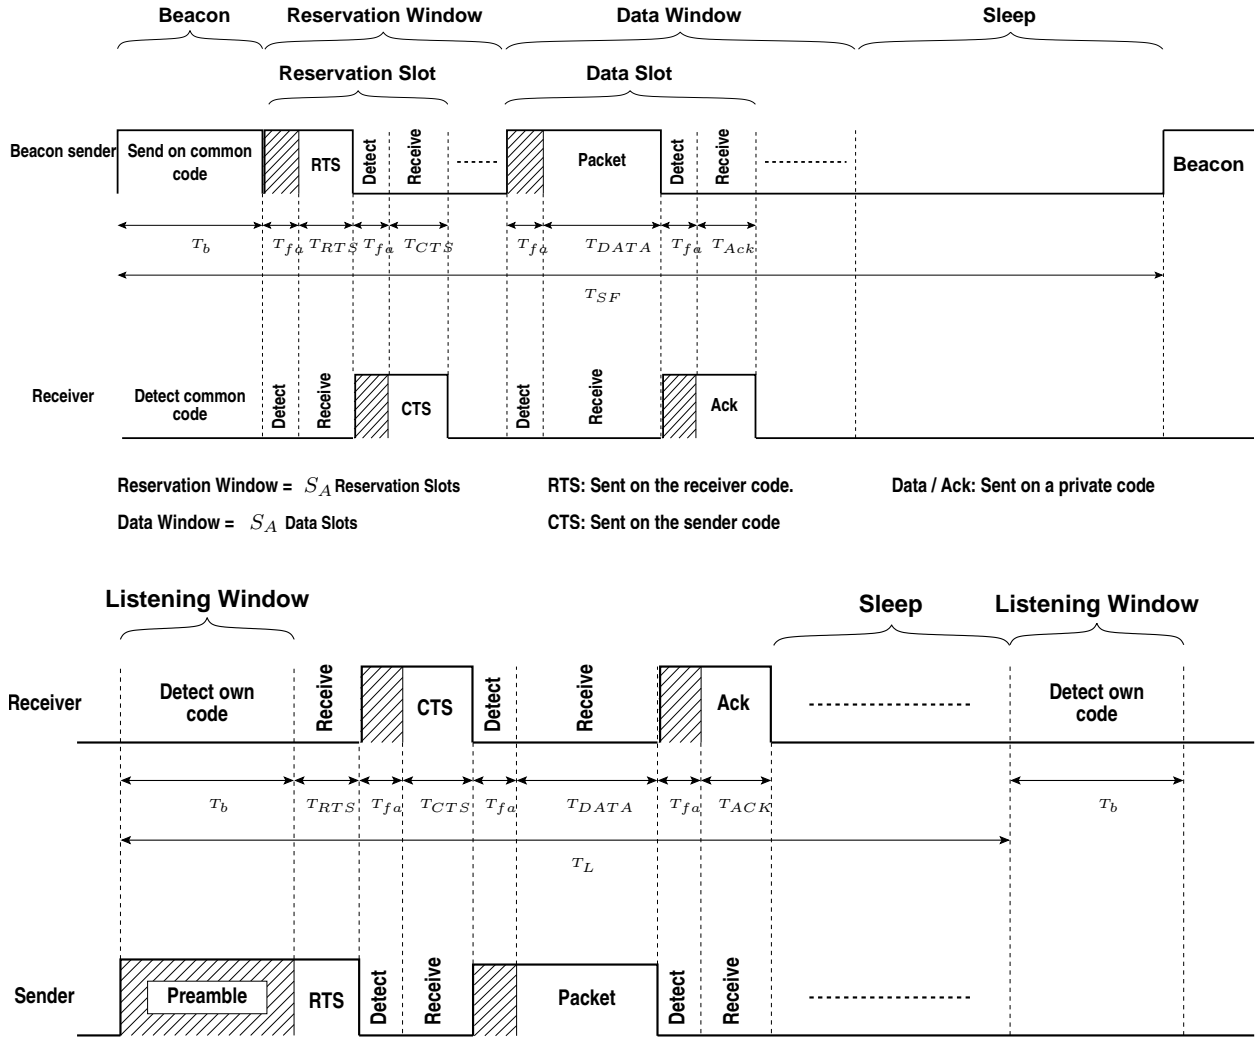 Beacon Reservation Window Data Window Sleep
Reservation Slot Data Slot
Beacon sender Send on common code RTS Detect Receive Packet Detect Receive Beacon
T_b T_fa T_RTS T_fa T_CTS T_fa T_DATA T_fa T_Ack
T_SF
Receiver Detect common code Detect Receive CTS Detect Receive Ack
Reservation Window = S_A Reservation Slots RTS: Sent on the receiver code. Data / Ack: Sent on a private code
Data Window = S_A Data Slots CTS: Sent on the sender code
Listening Window Sleep Listening Window
Receiver Detect own code Receive CTS Detect Receive Ack Detect own code
T_b T_RTS T_fa T_CTS T_fa T_DATA T_fa T_ACK T_b
T_L
Sender Preamble RTS Detect Receive Packet Detect Receive